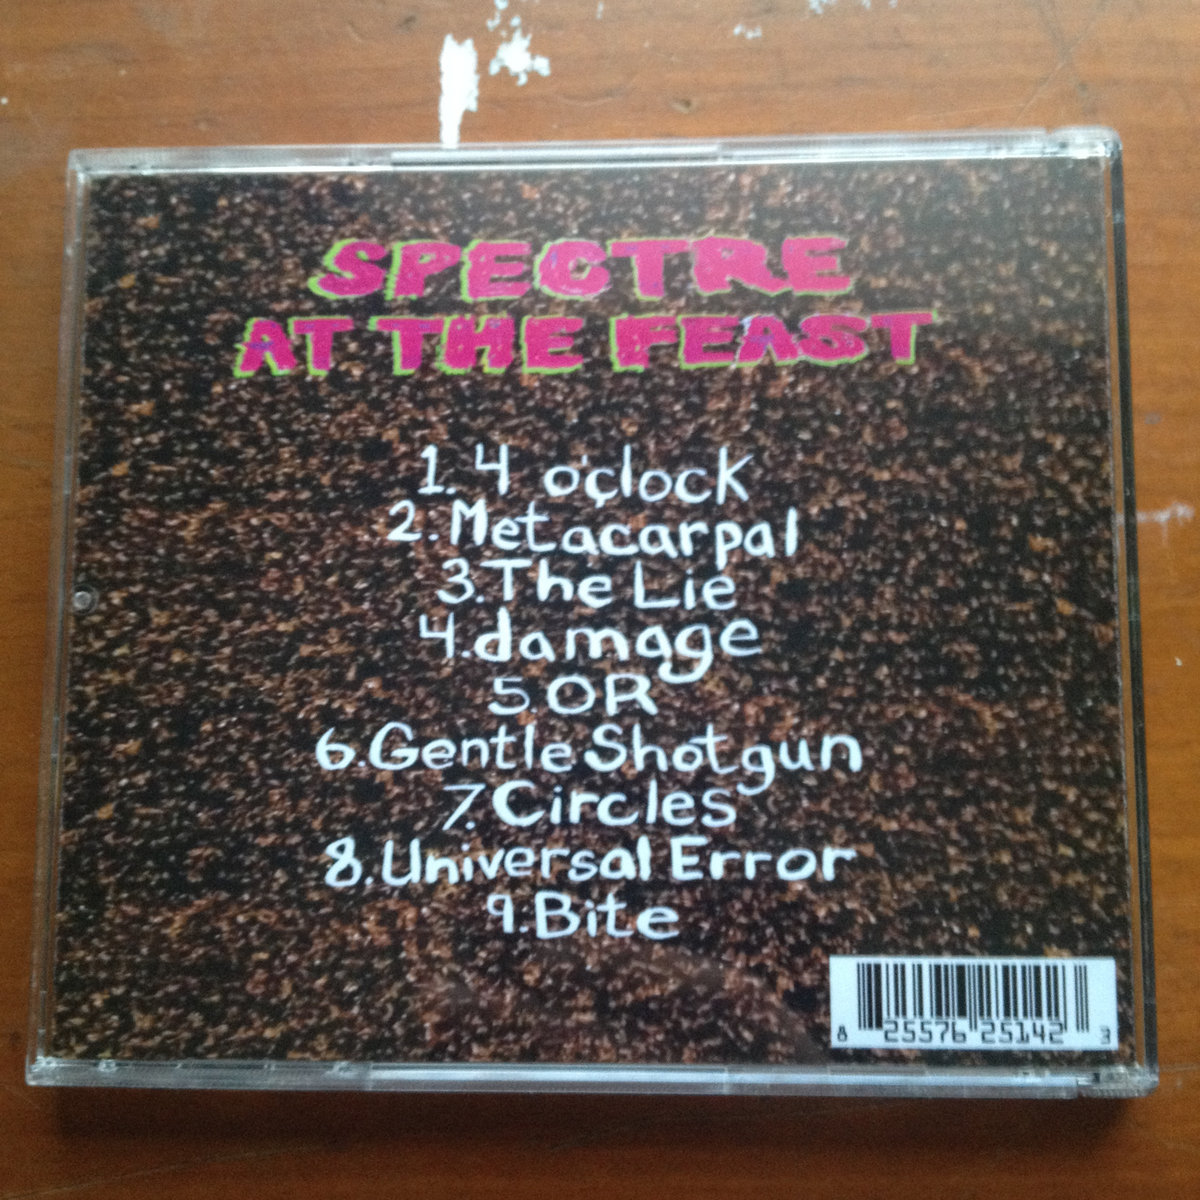 SPECTRE
AT THE FEAST
1. 4 o'clock
2. Metacarpal
3. The Lie
4. damage
5 OR
6. Gentle Shotgun
7. Circles
8. Universal Error
9. Bite
8 25576 25142 3